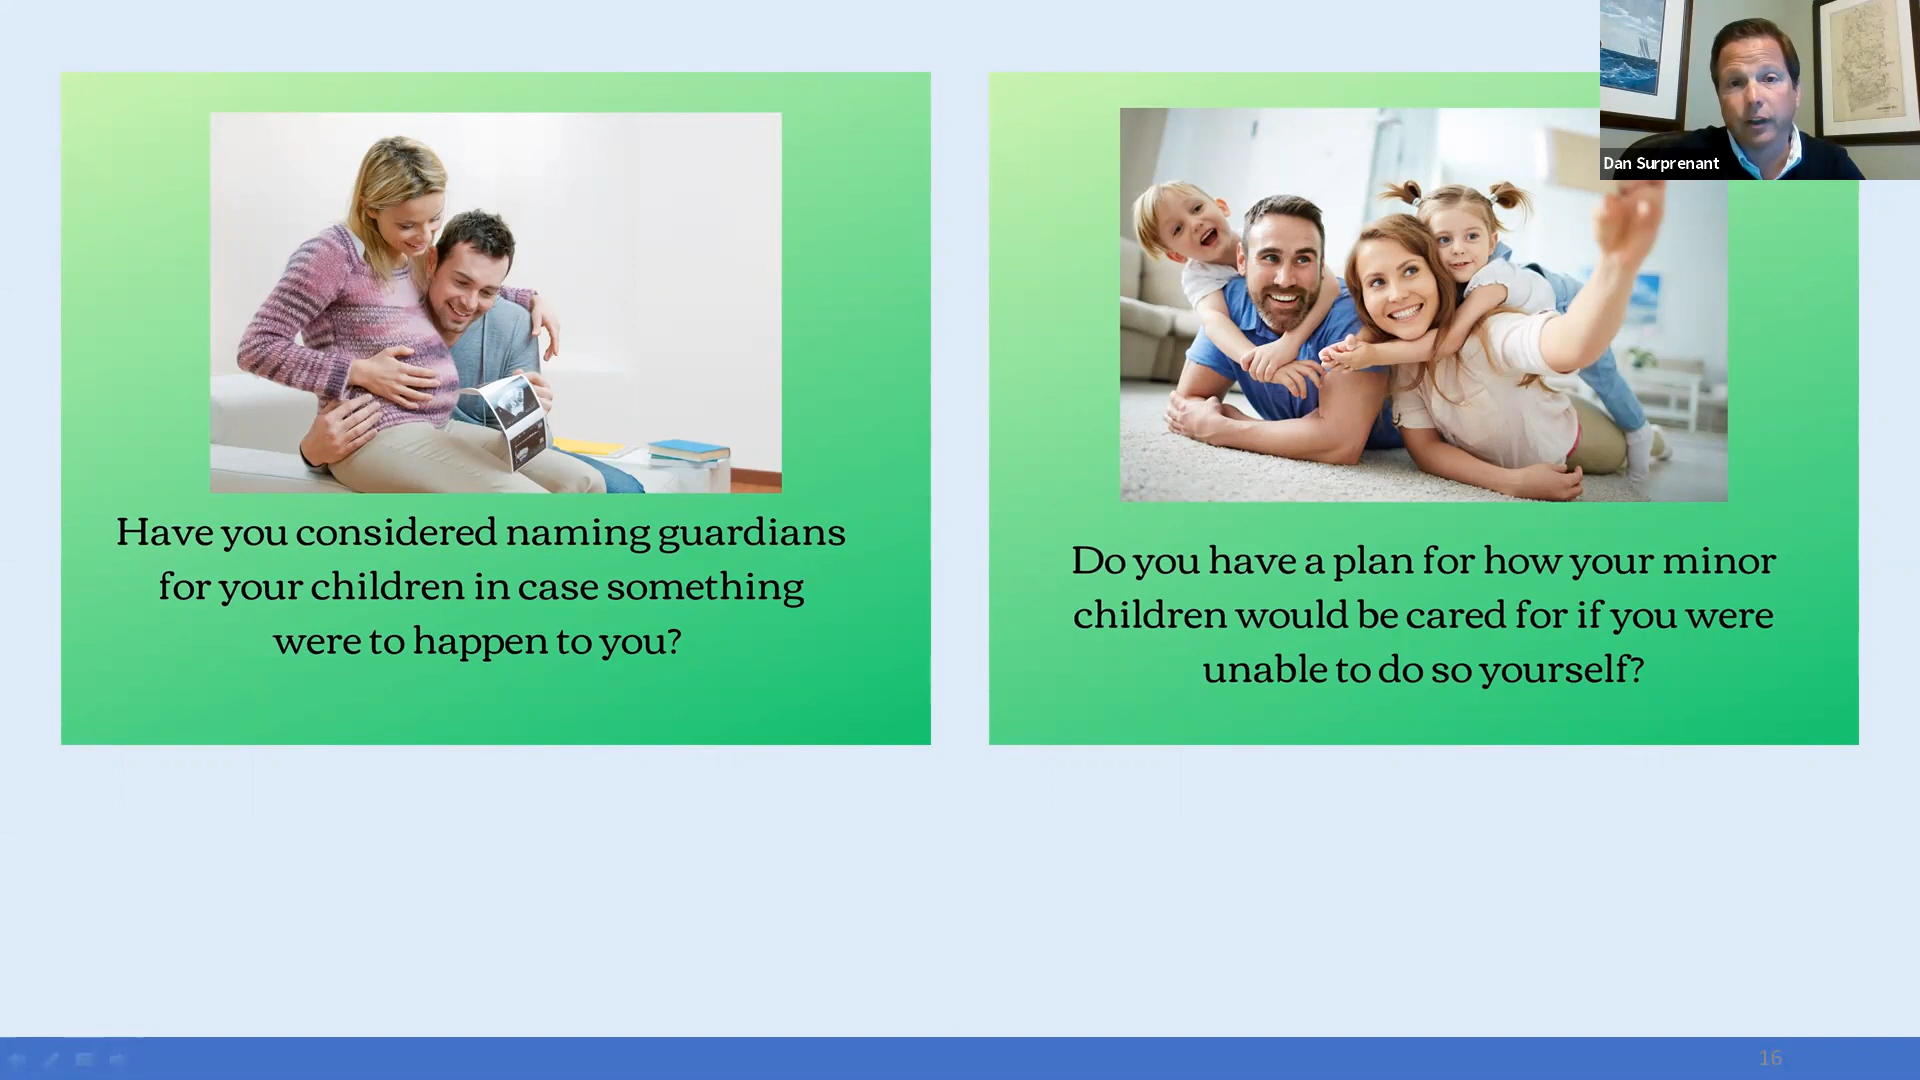 Dan Surprenant
Have you considered naming guardians
for your children in case something
were to happen to you?
Do you have a plan for how your minor
children would be cared for if you were
unable to do so yourself?
16